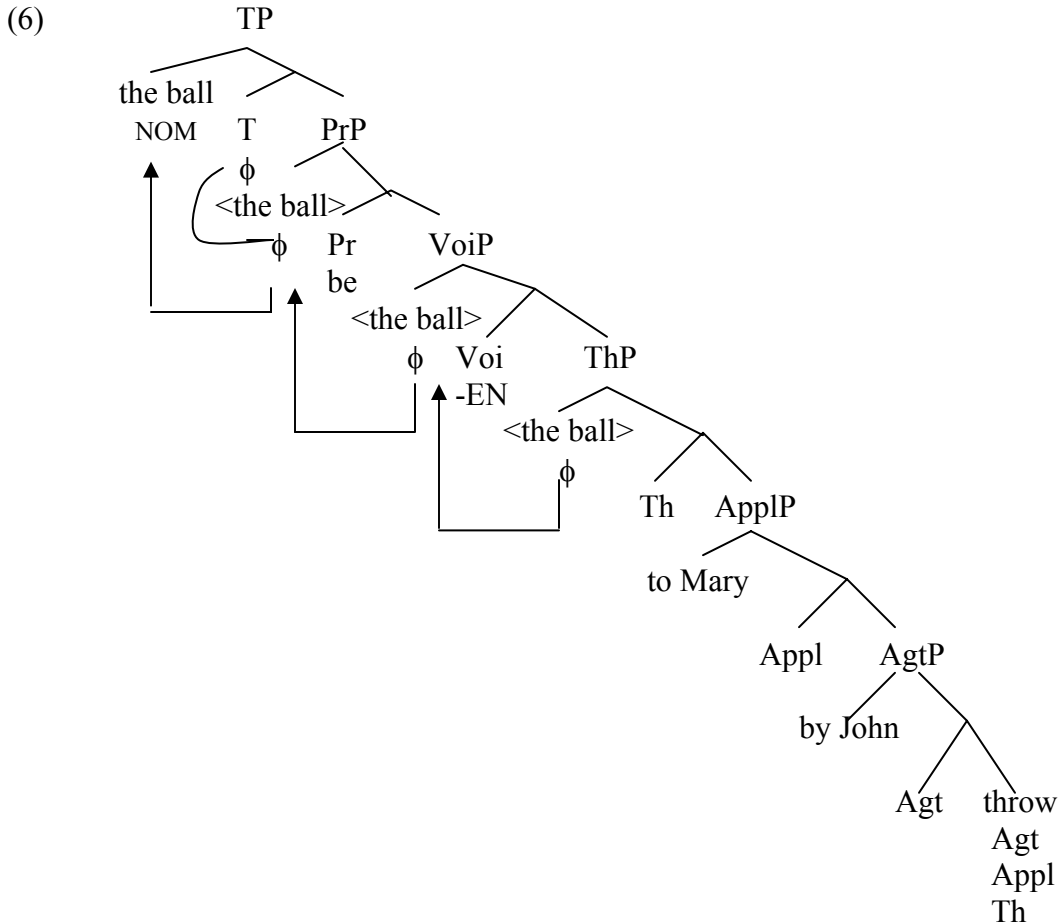 (6) TP
the ball
NOM T PrP
ϕ
<the ball>
ϕ Pr VoiP
be
<the ball>
ϕ Voi ThP
-EN
<the ball>
ϕ
Th ApplP
to Mary
Appl AgtP
by John
Agt throw
Agt
Appl
Th